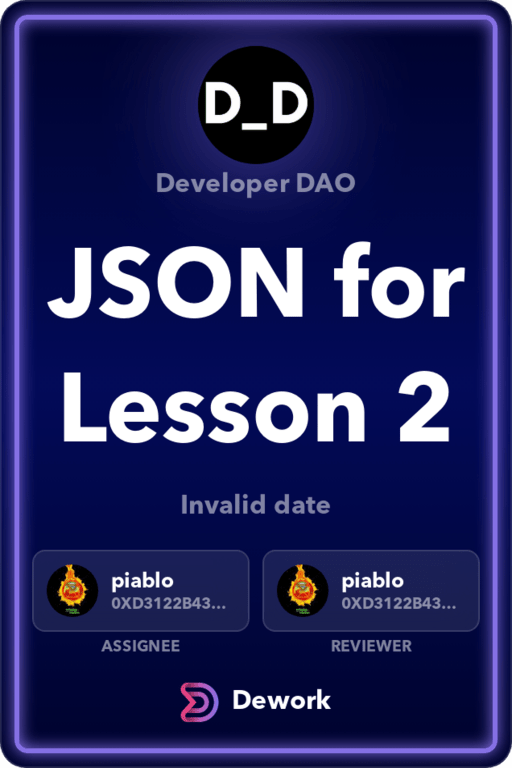 D_D
Developer DAO
JSON for
Lesson 2
Invalid date
piablo
0XD3122B43...
piablo
0XD3122B43...
ASSIGNEE
REVIEWER
Dework